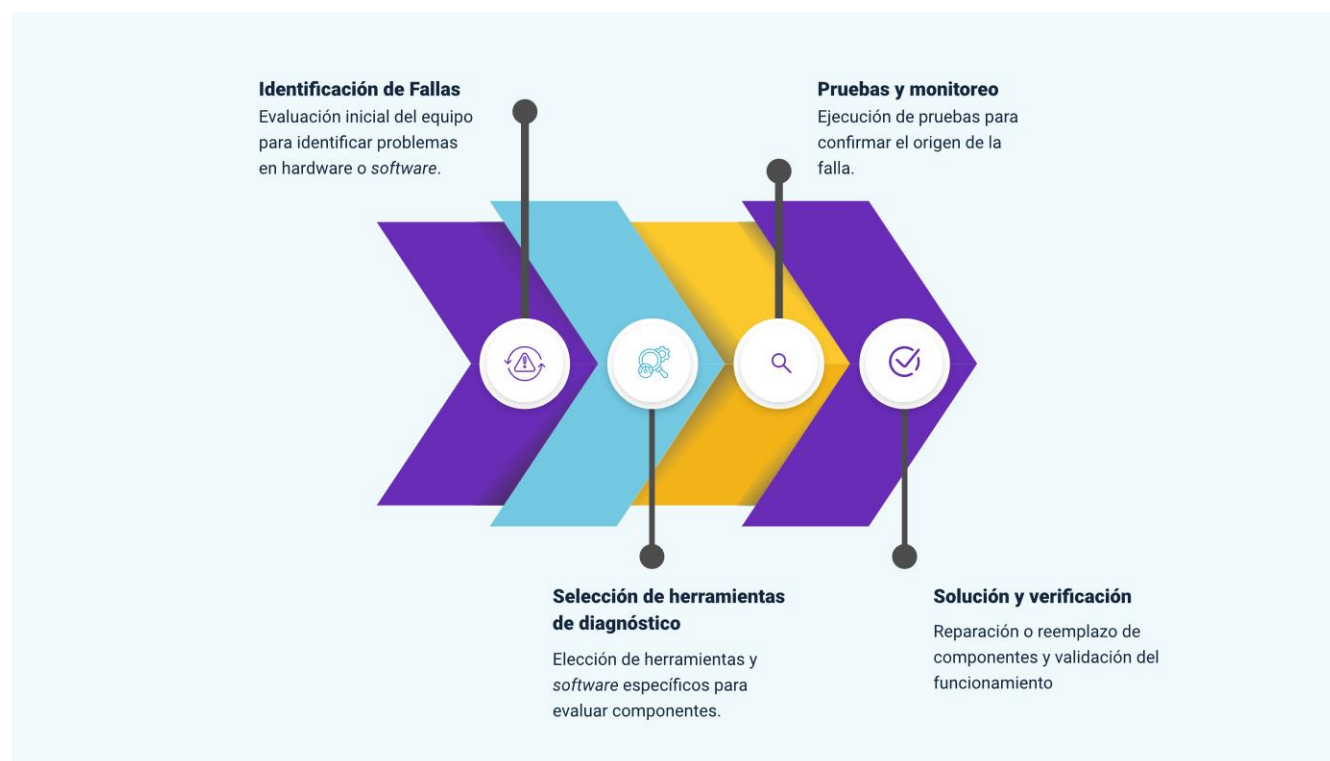 Identificación de Fallas
Evaluación inicial del equipo
para identificar problemas
en hardware o software.
Selección de herramientas
de diagnóstico
Elección de herramientas y
software específicos para
evaluar componentes.
Pruebas y monitoreo
Ejecución de pruebas para
confirmar el origen de la
falla.
Solución y verificación
Reparación o reemplazo de
componentes y validación del
funcionamiento